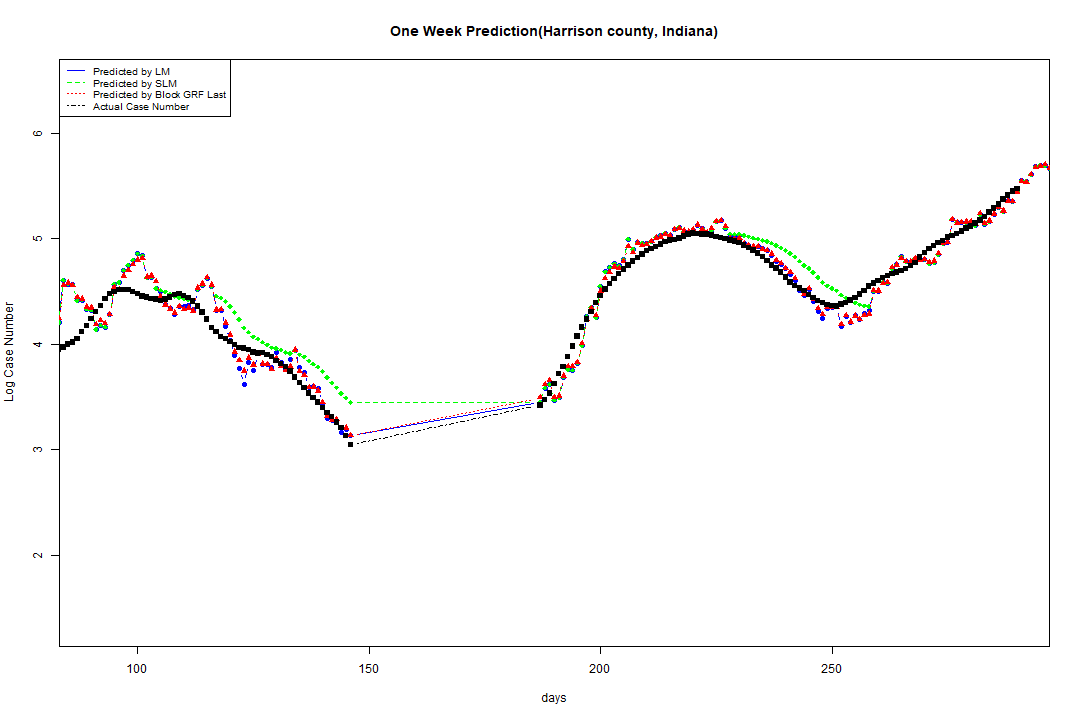 One Week Prediction(Harrison county, Indiana)
Predicted by LM
Predicted by SLM
Predicted by Block GRF Last
Actual Case Number
6
5
4
3
2
Log Case Number
100 150 200 250
days